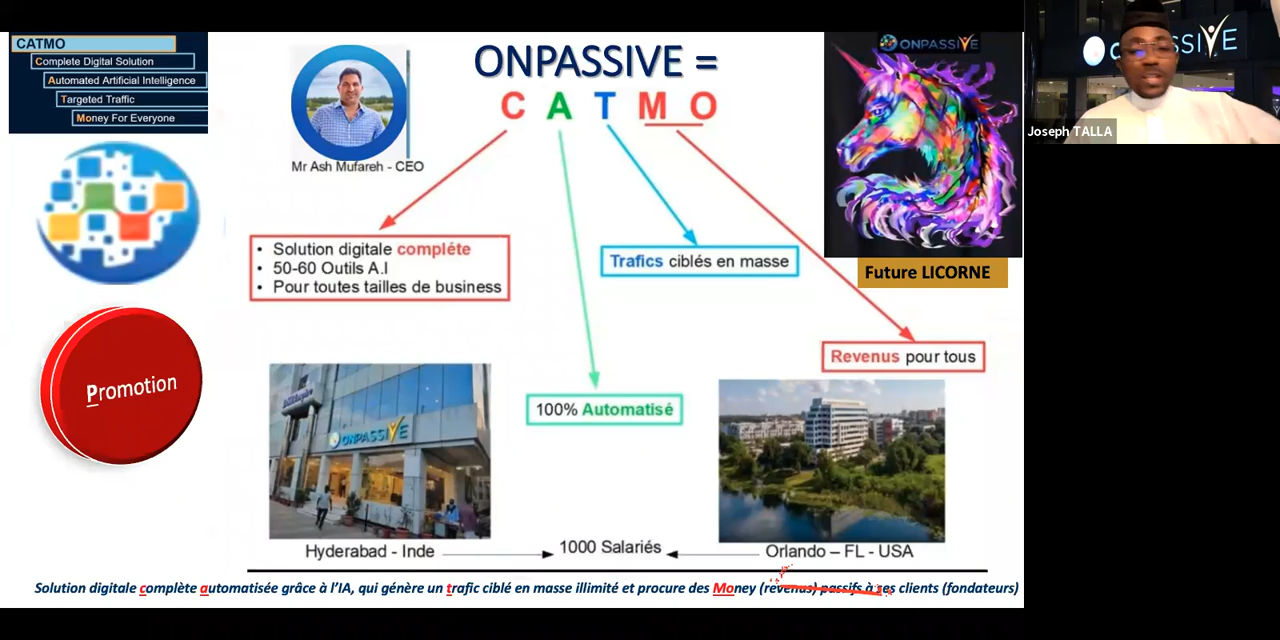 CATMO
Complete Digital Solution
Automated Artificial Intelligence
Targeted Traffic
Money For Everyone
Mr Ash Mufareh - CEO
ONPASSIVE =
C A T M O
ONPASSIVE
Future LICORNE
ONPASSIVE
Joseph TALLA
• Solution digitale compléte
• 50-60 Outils A.I
• Pour toutes tailles de business
Trafics ciblés en masse
Revenus pour tous
100% Automatisé
Promotion
ONPASSIVE
Hyderabad - Inde
1000 Salariés
Orlando – FL - USA
Solution digitale complète automatisée grâce à l'IA, qui génère un trafic ciblé en masse illimité et procure des Money (revenus) passifs à ses clients (fondateurs)